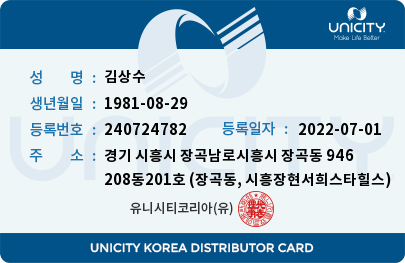 UNICITY
Make Life Better
성 명 : 김상수
생년월일 : 1981-08-29
등록번호 : 240724782 등록일자 : 2022-07-01
주 소 : 경기 시흥시 장곡남로시흥시 장곡동 946
208동201호 (장곡동, 시흥장현서희스타힐스)
유니시티코리아(유)
UNICITY
UNICITY KOREA DISTRIBUTOR CARD